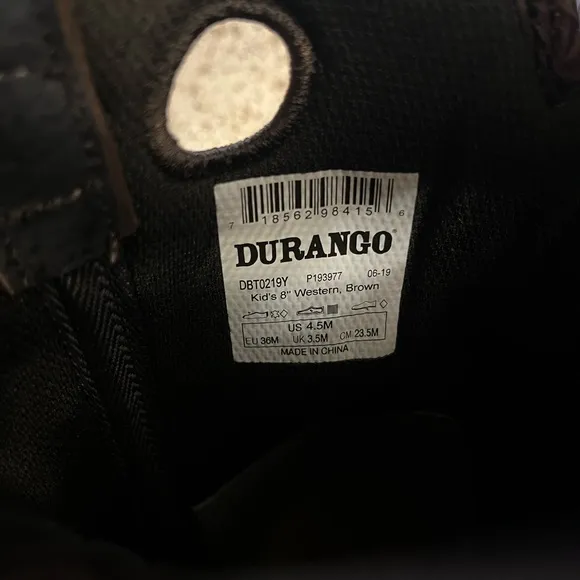 7 18562 98415 6
DURANGO®
DBT0219Y P193977 06-19
Kid's 8" Western, Brown
US 4.5M
EU 36M UK 3.5M CM 23.5M
MADE IN CHINA